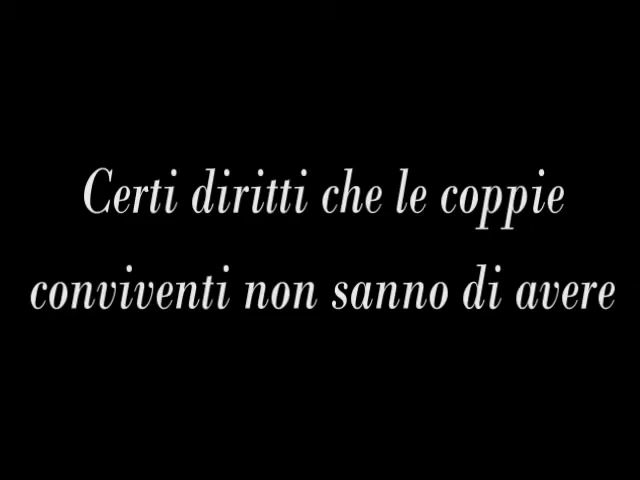 Certi diritti che le coppie
conviventi non sanno di avere